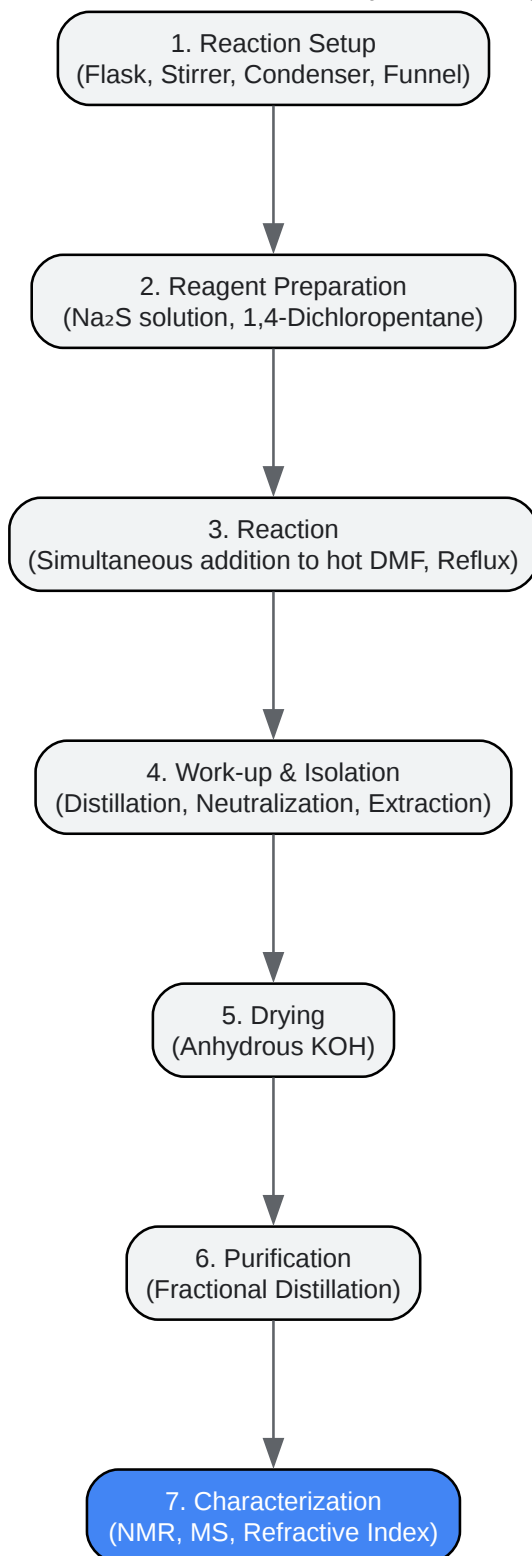 1. Reaction Setup
(Flask, Stirrer, Condenser, Funnel)
2. Reagent Preparation
(Na₂S solution, 1,4-Dichloropentane)
3. Reaction
(Simultaneous addition to hot DMF, Reflux)
4. Work-up & Isolation
(Distillation, Neutralization, Extraction)
5. Drying
(Anhydrous KOH)
6. Purification
(Fractional Distillation)
7. Characterization
(NMR, MS, Refractive Index)